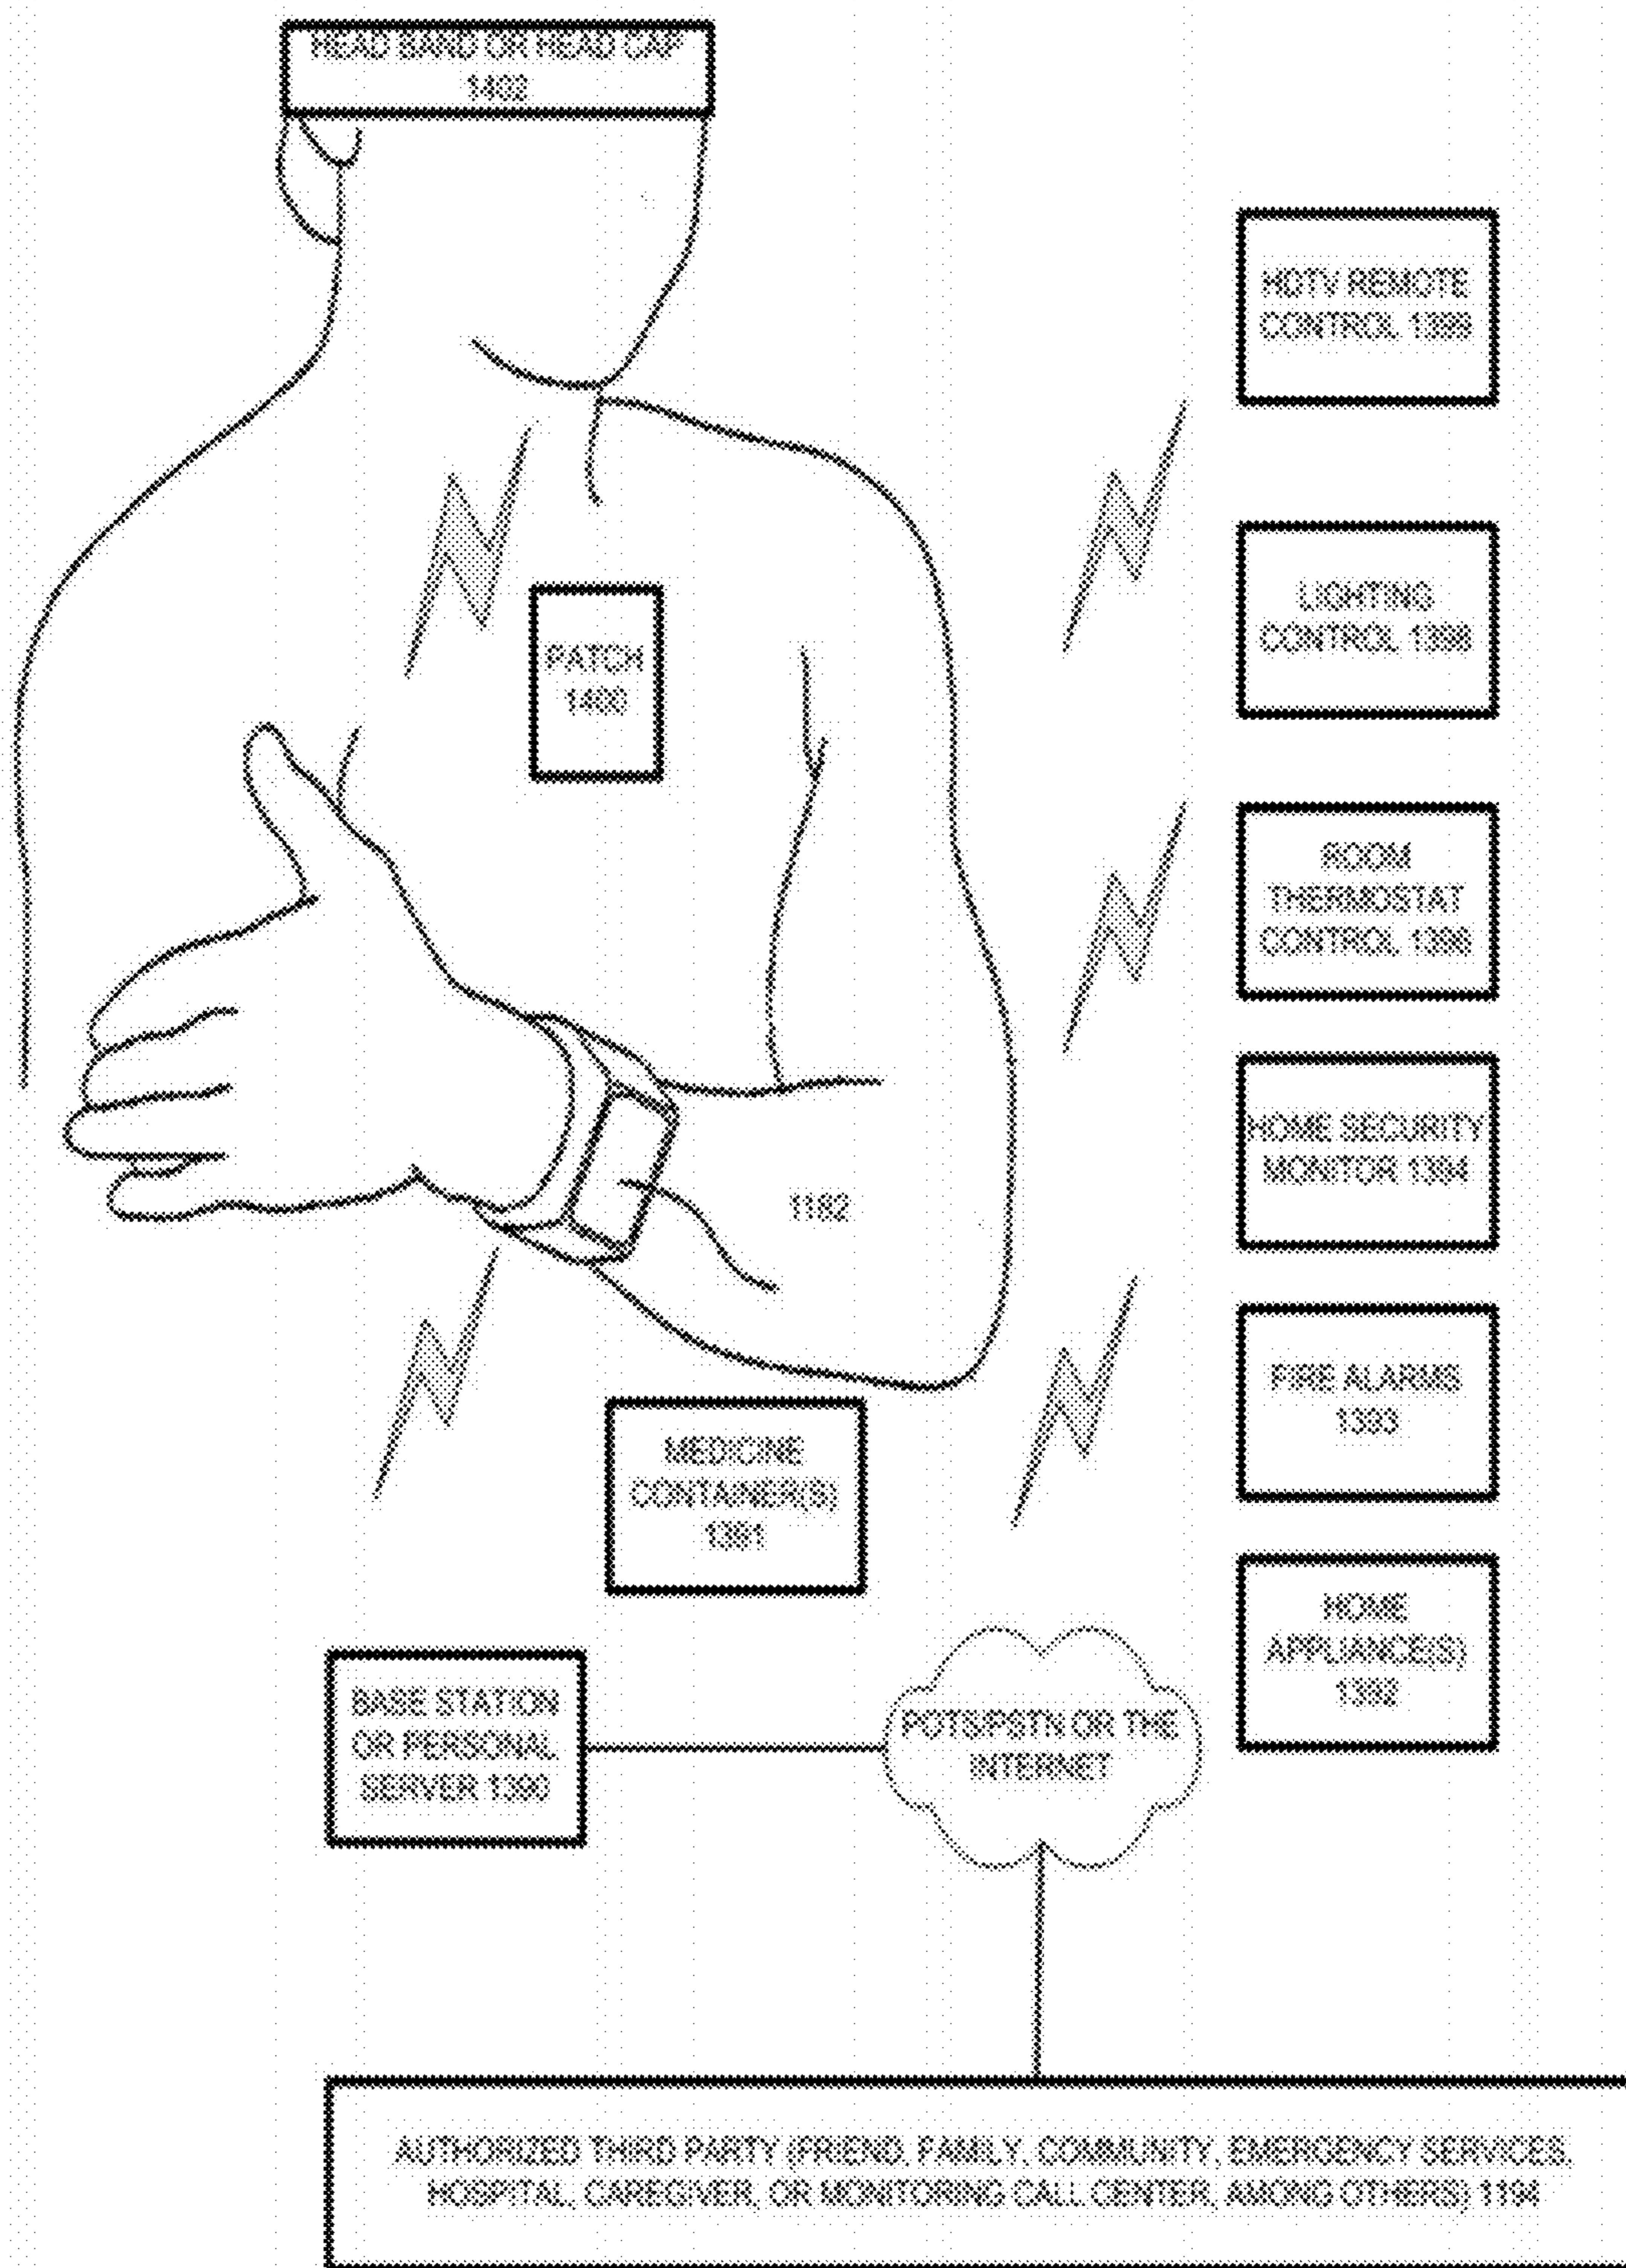 HEAD BAND OR HEAD CAP
1402
HDTV REMOTE
CONTROL 1399
LIGHTING
CONTROL 1398
PATCH
1400
ROOM
THERMOSTAT
CONTROL 1396
HOME SECURITY
MONITOR 1394
1182
FIRE ALARMS
1393
MEDICINE
CONTAINER(S)
1391
HOME
APPLIANCE(S)
1392
BASE STATION
OR PERSONAL
SERVER 1390
POTS/PSTN OR THE
INTERNET
AUTHORIZED THIRD PARTY (FRIEND, FAMILY, COMMUNITY, EMERGENCY SERVICES,
HOSPITAL, CAREGIVER, OR MONITORING CALL CENTER, AMONG OTHERS) 1194